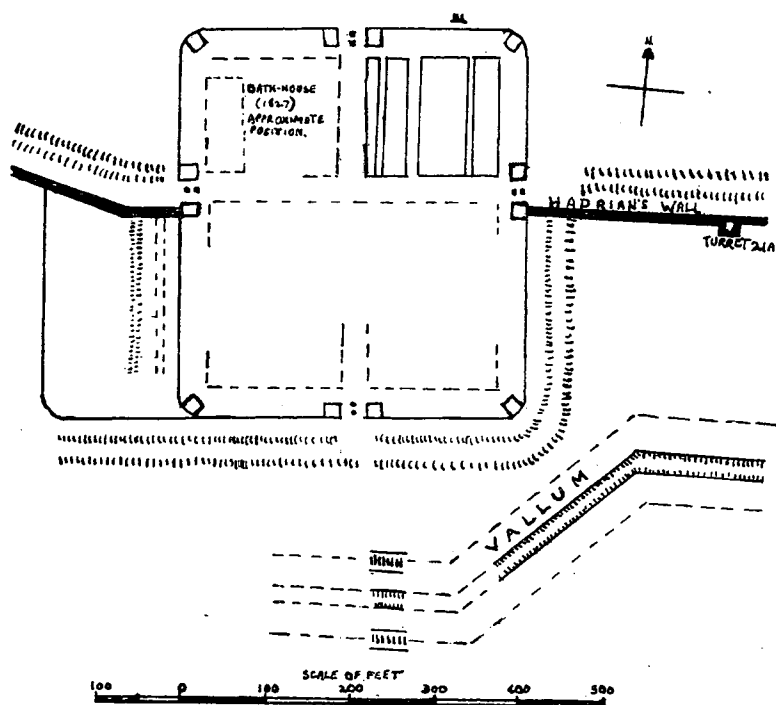 N
BATH-HOUSE
(1827)
APPROXIMATE
POSITION.
HADRIAN'S WALL
TURRET 21A
VALLUM
SCALE OF FEET
100 0 100 200 300 400 500